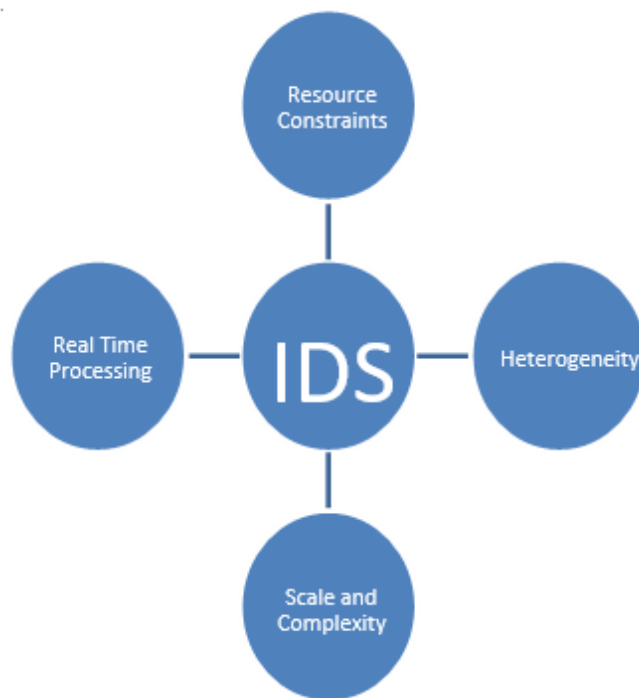 Resource
Constraints
Real Time
Processing
IDS
Heterogeneity
Scale and
Complexity